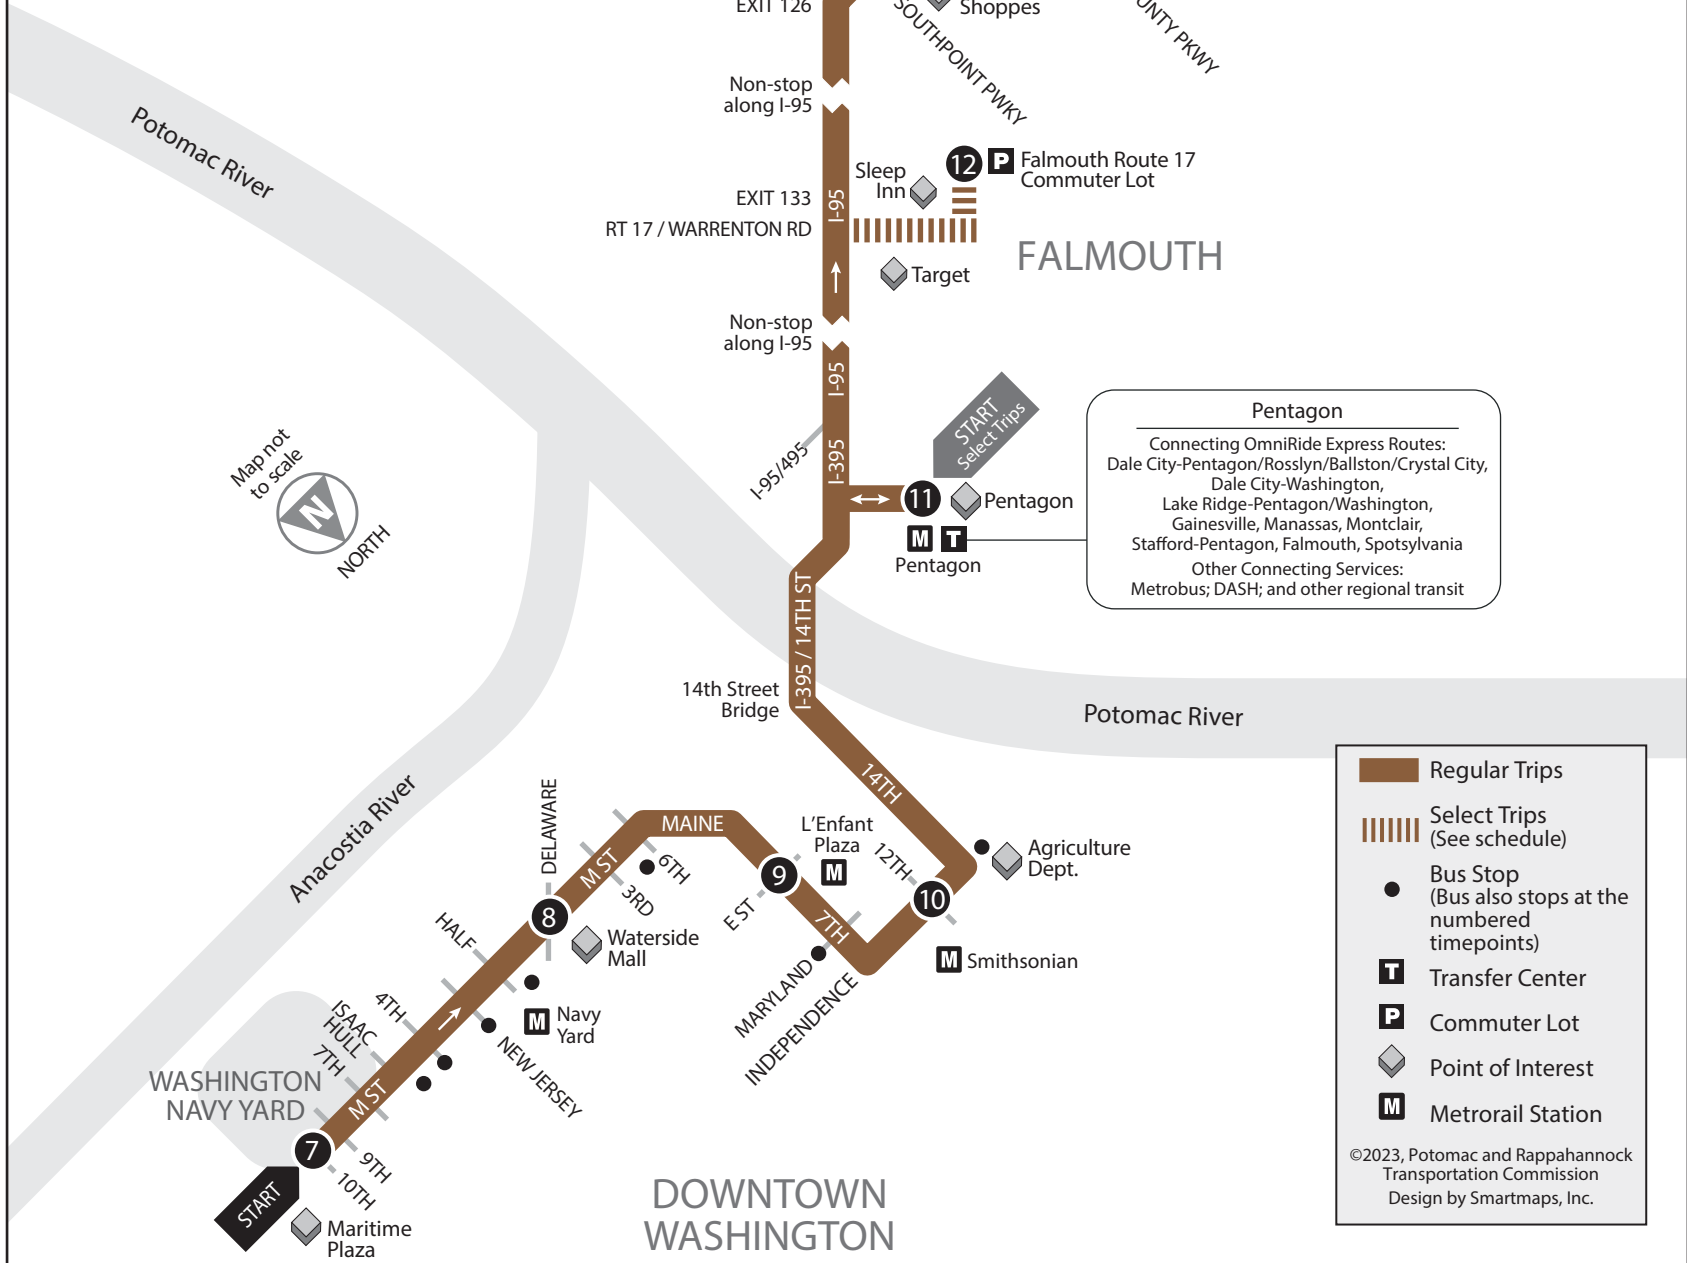 EXIT 126
Shoppes
SOUTHPOINT PWKY
UNTY PKWY
Non-stop
along I-95
Potomac River
12
P
Falmouth Route 17
Commuter Lot
Sleep
Inn
EXIT 133
I-95
RT 17 / WARRENTON RD
FALMOUTH
Target
Non-stop
along I-95
I-95
START
Select Trips
I-395
I-95/495
11
Pentagon
M
T
Pentagon
Pentagon
Connecting OmniRide Express Routes:
Dale City-Pentagon/Rosslyn/Ballston/Crystal City,
Dale City-Washington,
Lake Ridge-Pentagon/Washington,
Gainesville, Manassas, Montclair,
Stafford-Pentagon, Falmouth, Spotsylvania
Other Connecting Services:
Metrobus; DASH; and other regional transit
Map not
to scale
N
NORTH
I-395 / 14TH ST
14th Street
Bridge
Potomac River
Anacostia River
14TH
DELAWARE
MAINE
M ST
6TH
3RD
L'Enfant
Plaza
M
12TH
Agriculture
Dept.
9
E ST
7TH
10
8
HALF
Waterside
Mall
MARYLAND
INDEPENDENCE
M
Smithsonian
4TH
ISAAC
HULL
7TH
M
Navy
Yard
NEW JERSEY
WASHINGTON
NAVY YARD
M ST
7
9TH
10TH
START
Maritime
Plaza
DOWNTOWN
WASHINGTON
Regular Trips
Select Trips
(See schedule)
Bus Stop
(Bus also stops at the
numbered
timepoints)
T
Transfer Center
P
Commuter Lot
Point of Interest
M
Metrorail Station
©2023, Potomac and Rappahannock
Transportation Commission
Design by Smartmaps, Inc.